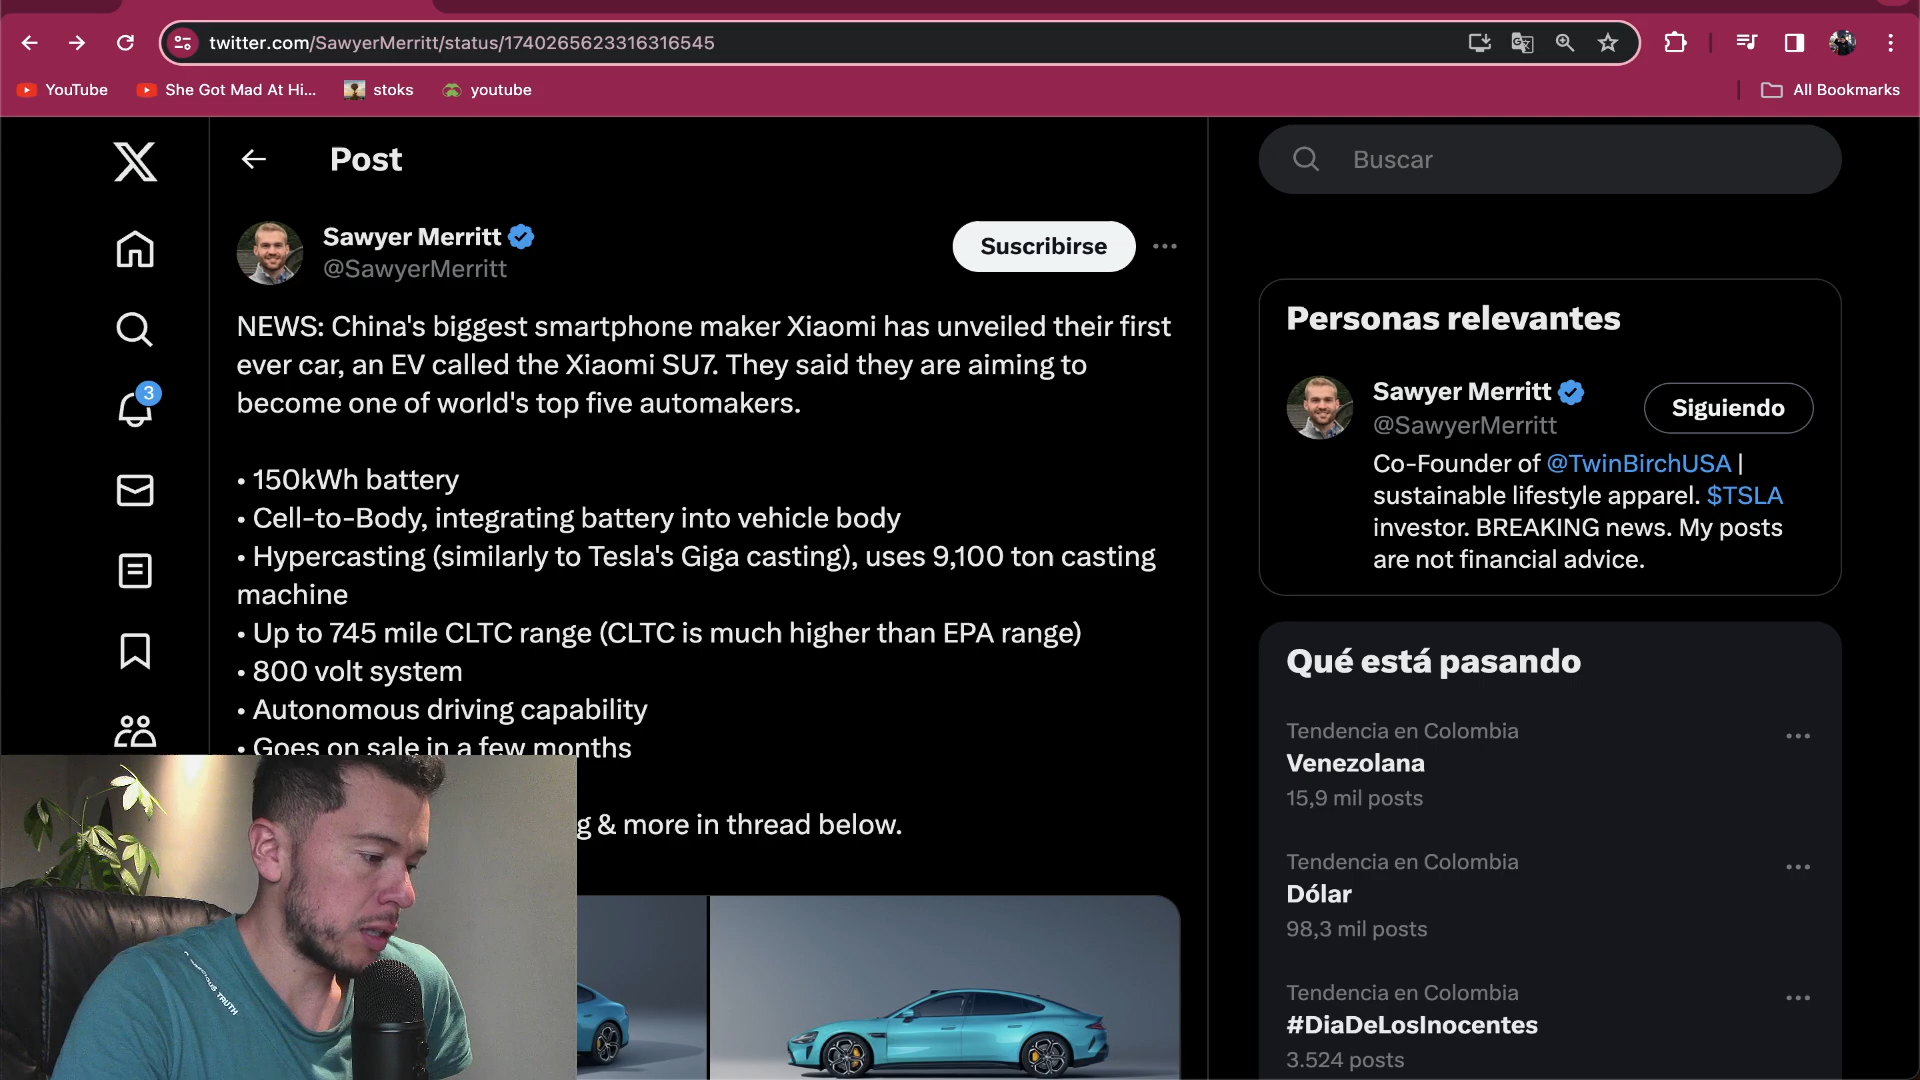 twitter.com/SawyerMerritt/status/1740265623316316545
YouTube
She Got Mad At Hi...
stoks
youtube
All Bookmarks
Post
Buscar
Sawyer Merritt
@SawyerMerritt
Suscribirse
NEWS: China's biggest smartphone maker Xiaomi has unveiled their first
ever car, an EV called the Xiaomi SU7. They said they are aiming to
become one of world's top five automakers.
• 150kWh battery
• Cell-to-Body, integrating battery into vehicle body
• Hypercasting (similarly to Tesla's Giga casting), uses 9,100 ton casting
machine
• Up to 745 mile CLTC range (CLTC is much higher than EPA range)
• 800 volt system
• Autonomous driving capability
• Goes on sale in a few months
g & more in thread below.
3
Personas relevantes
Sawyer Merritt
@SawyerMerritt
Siguiendo
Co-Founder of @TwinBirchUSA |
sustainable lifestyle apparel. $TSLA
investor. BREAKING news. My posts
are not financial advice.
Qué está pasando
Tendencia en Colombia
Venezolana
15,9 mil posts
Tendencia en Colombia
Dólar
98,3 mil posts
Tendencia en Colombia
#DiaDeLosInocentes
3.524 posts
TRUTH